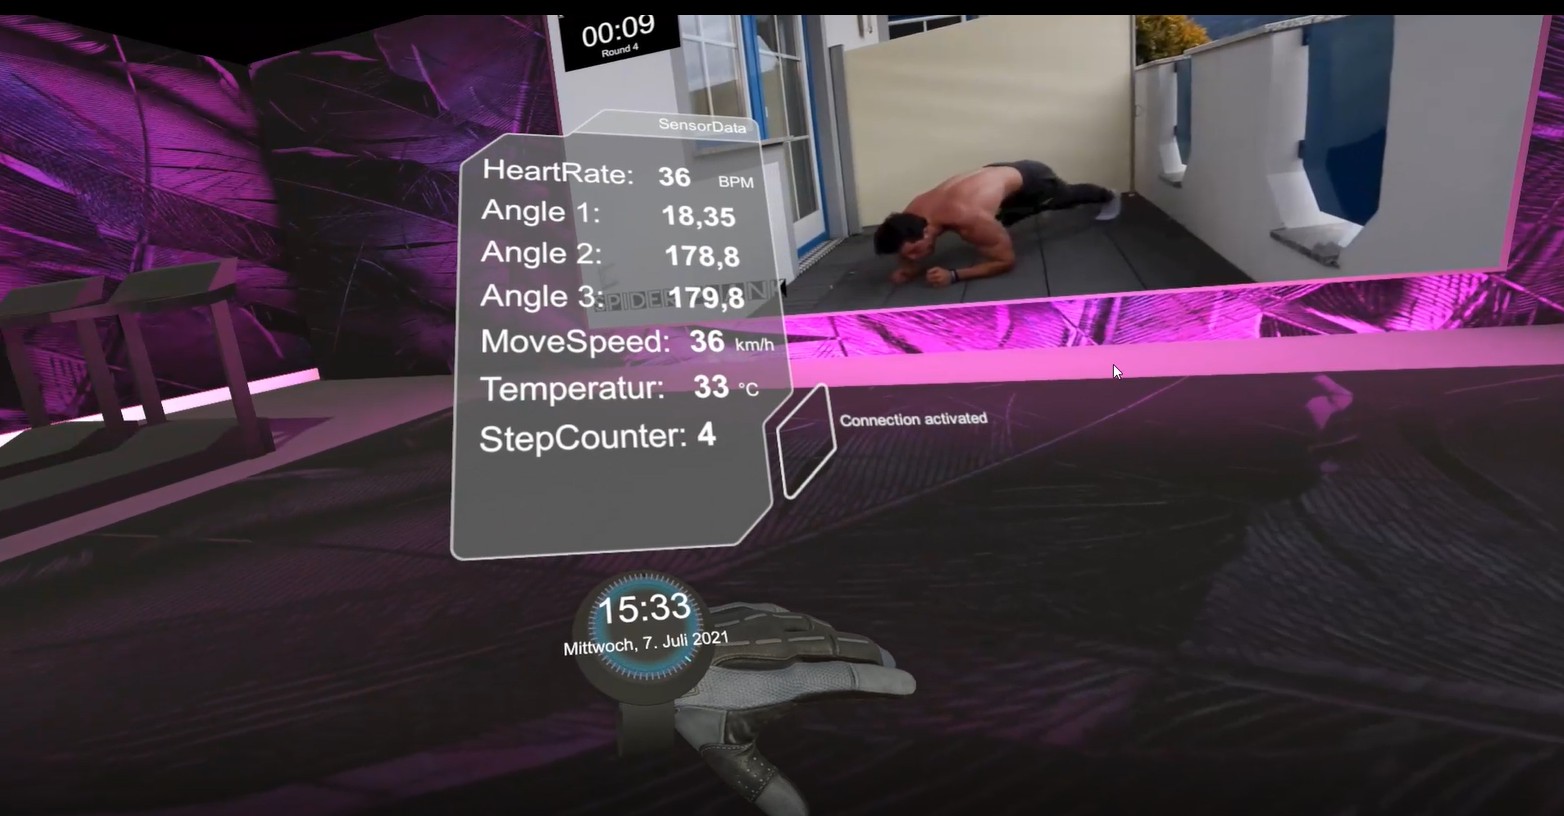 00:09
Round 4
SensorData
HeartRate: 36 BPM
Angle 1: 18,35
Angle 2: 178,8
Angle 3: 179,8
MoveSpeed: 36 km/h
Temperatur: 33 °C
StepCounter: 4
Connection activated
15:33
Mittwoch, 7. Juli 2021